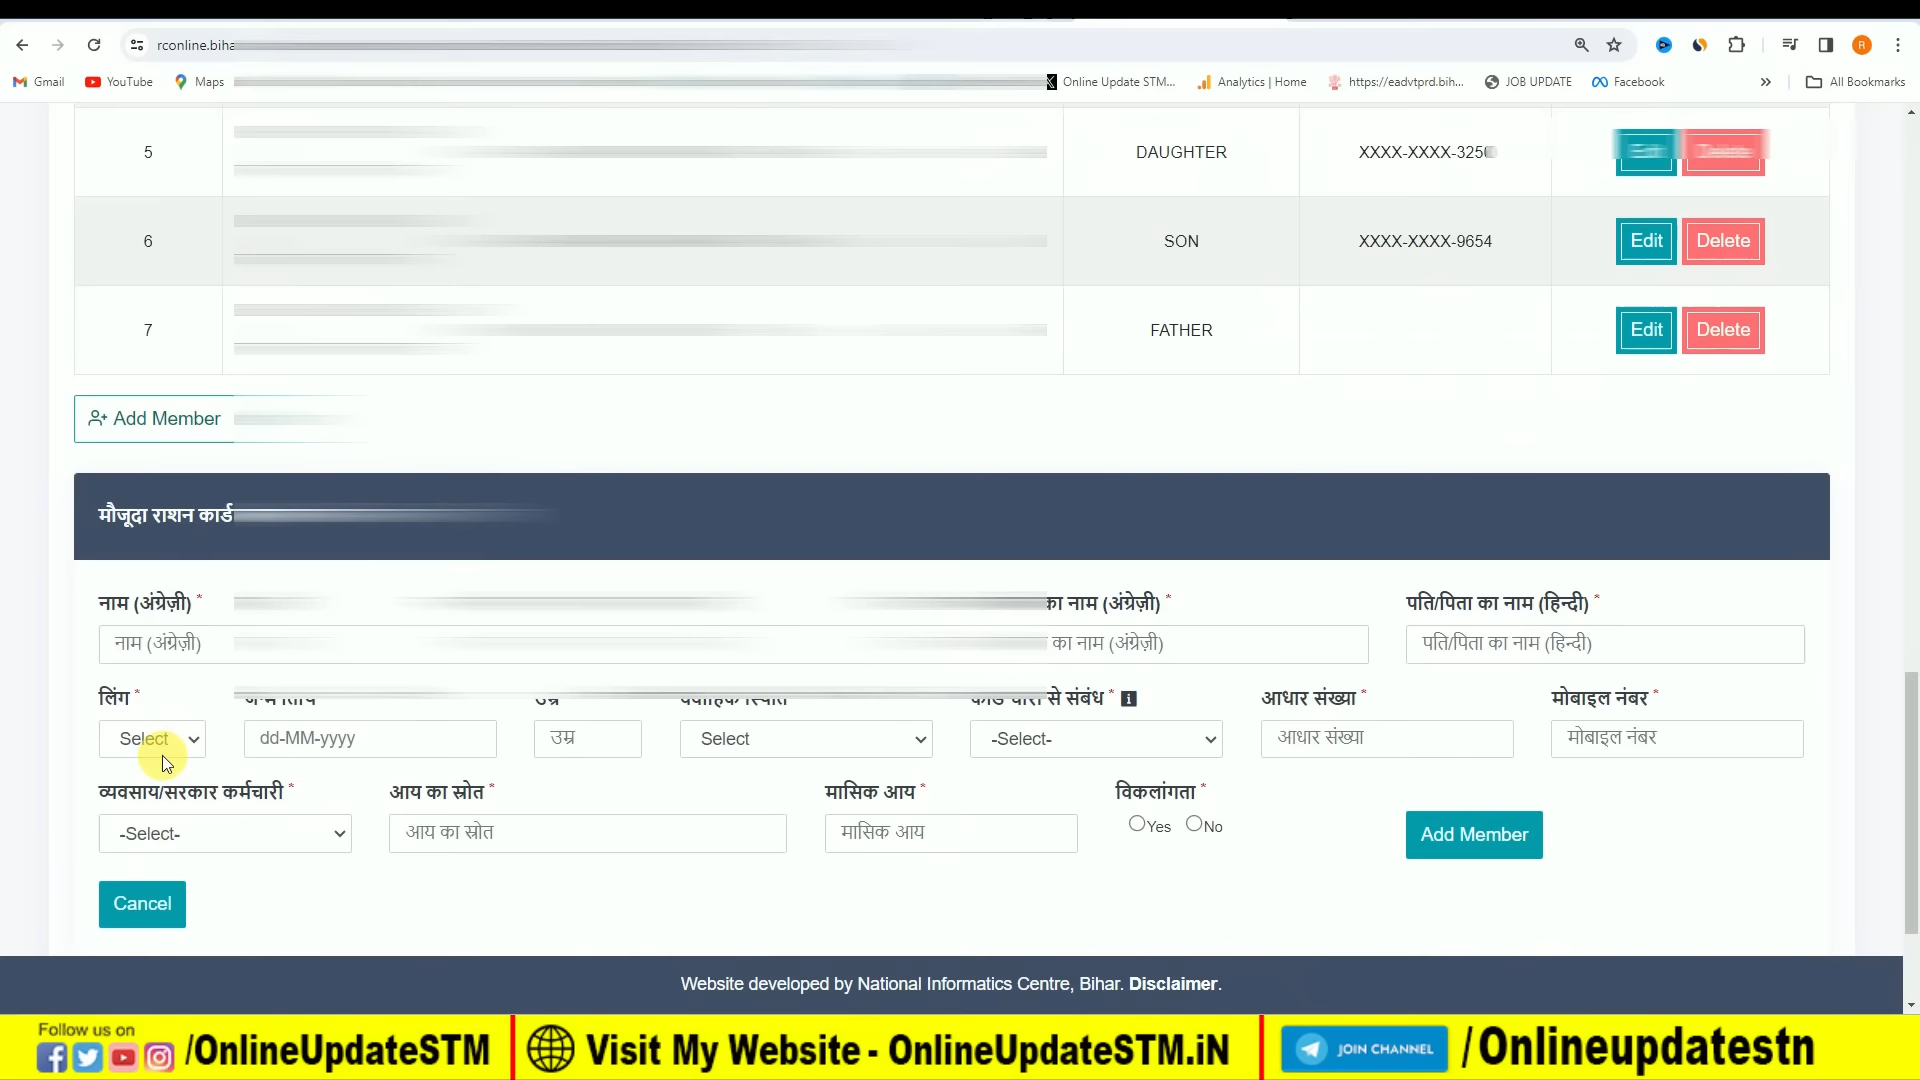 rconline.biha
Gmail YouTube Maps Online Update STM... Analytics | Home https://eadvtprd.bih... JOB UPDATE Facebook » All Bookmarks
5 DAUGHTER XXXX-XXXX-325
6 SON XXXX-XXXX-9654 Edit Delete
7 FATHER Edit Delete
Add Member
मौजूदा राशन कार्ड
नाम (अंग्रेज़ी) * का नाम (अंग्रेज़ी) * पति/पिता का नाम (हिन्दी) *
नाम (अंग्रेज़ी) का नाम (अंग्रेज़ी) पति/पिता का नाम (हिन्दी)
लिंग * से संबंध * आधार संख्या * मोबाइल नंबर *
Select dd-MM-yyyy उम्र Select -Select- आधार संख्या मोबाइल नंबर
व्यवसाय/सरकार कर्मचारी * आय का स्रोत * मासिक आय * विकलांगता *
-Select- आय का स्रोत मासिक आय Yes No Add Member
Cancel
Website developed by National Informatics Centre, Bihar. Disclaimer.
Follow us on
/OnlineUpdateSTM Visit My Website - OnlineUpdateSTM.iN JOIN CHANNEL /Onlineupdatestn